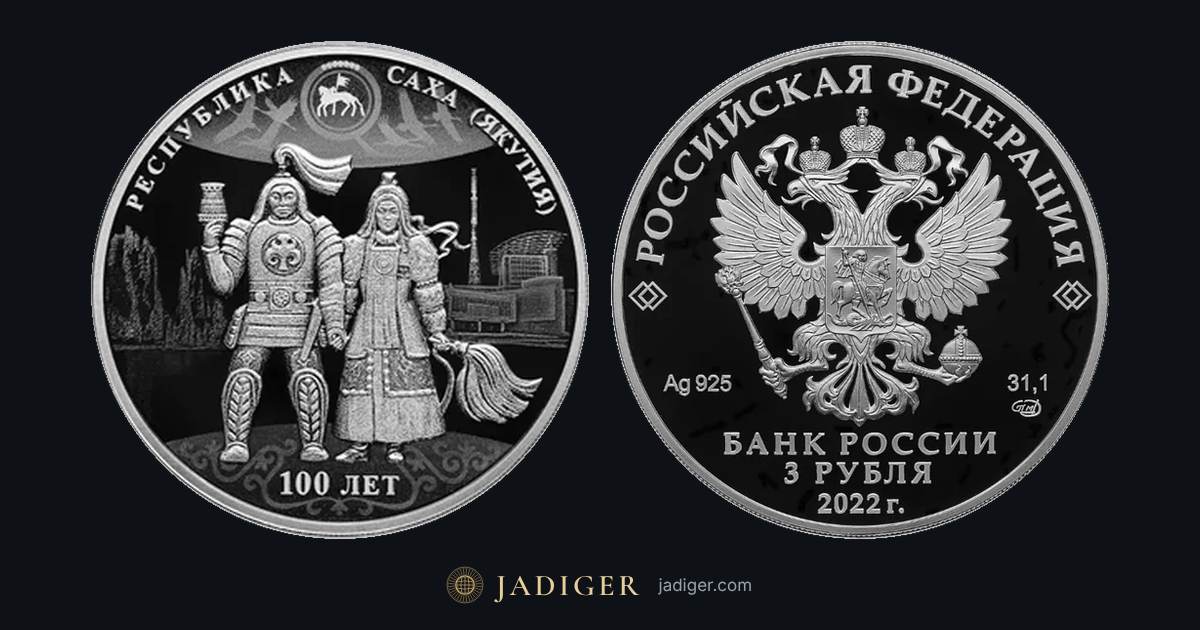 РЕСПУБЛИКА САХА (ЯКУТИЯ)
100 ЛЕТ
РОССИЙСКАЯ ФЕДЕРАЦИЯ
Ag 925
31,1
БАНК РОССИИ
3 РУБЛЯ
2022 г.
JADIGER jadiger.com